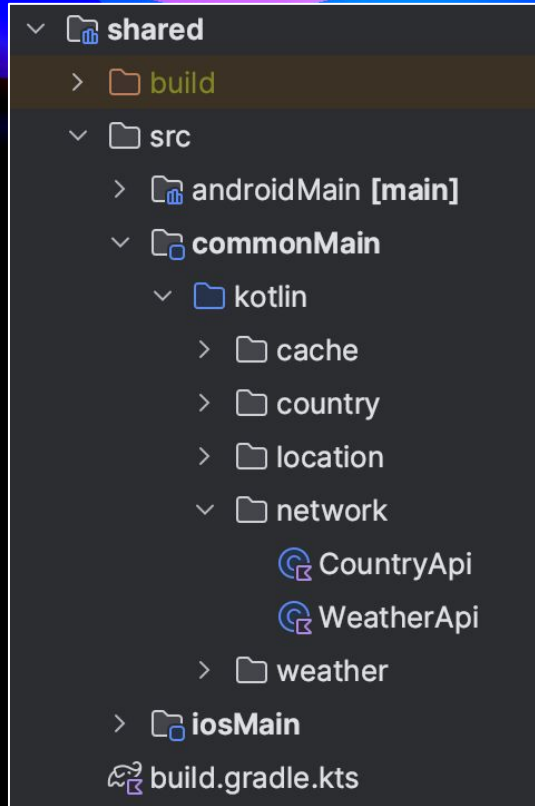 shared
build
src
androidMain [main]
commonMain
kotlin
cache
country
location
network
CountryApi
WeatherApi
weather
iosMain
build.gradle.kts